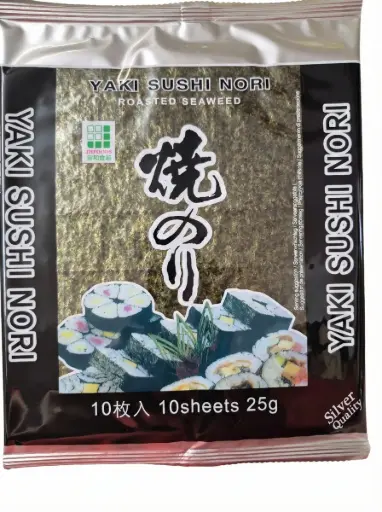 YAKI SUSHI NORI
ROASTED SEAWEED
焼のり
10枚入 10sheets 25g
YAKI SUSHI NORI
YAKI SUSHI NORI
Silver
Quality